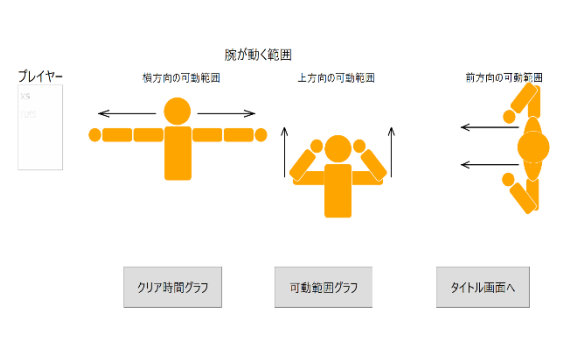 腕が動く範囲
プレイヤー
横方向の可動範囲
上方向の可動範囲
前方向の可動範囲
クリア時間グラフ
可動範囲グラフ
タイトル画面へ